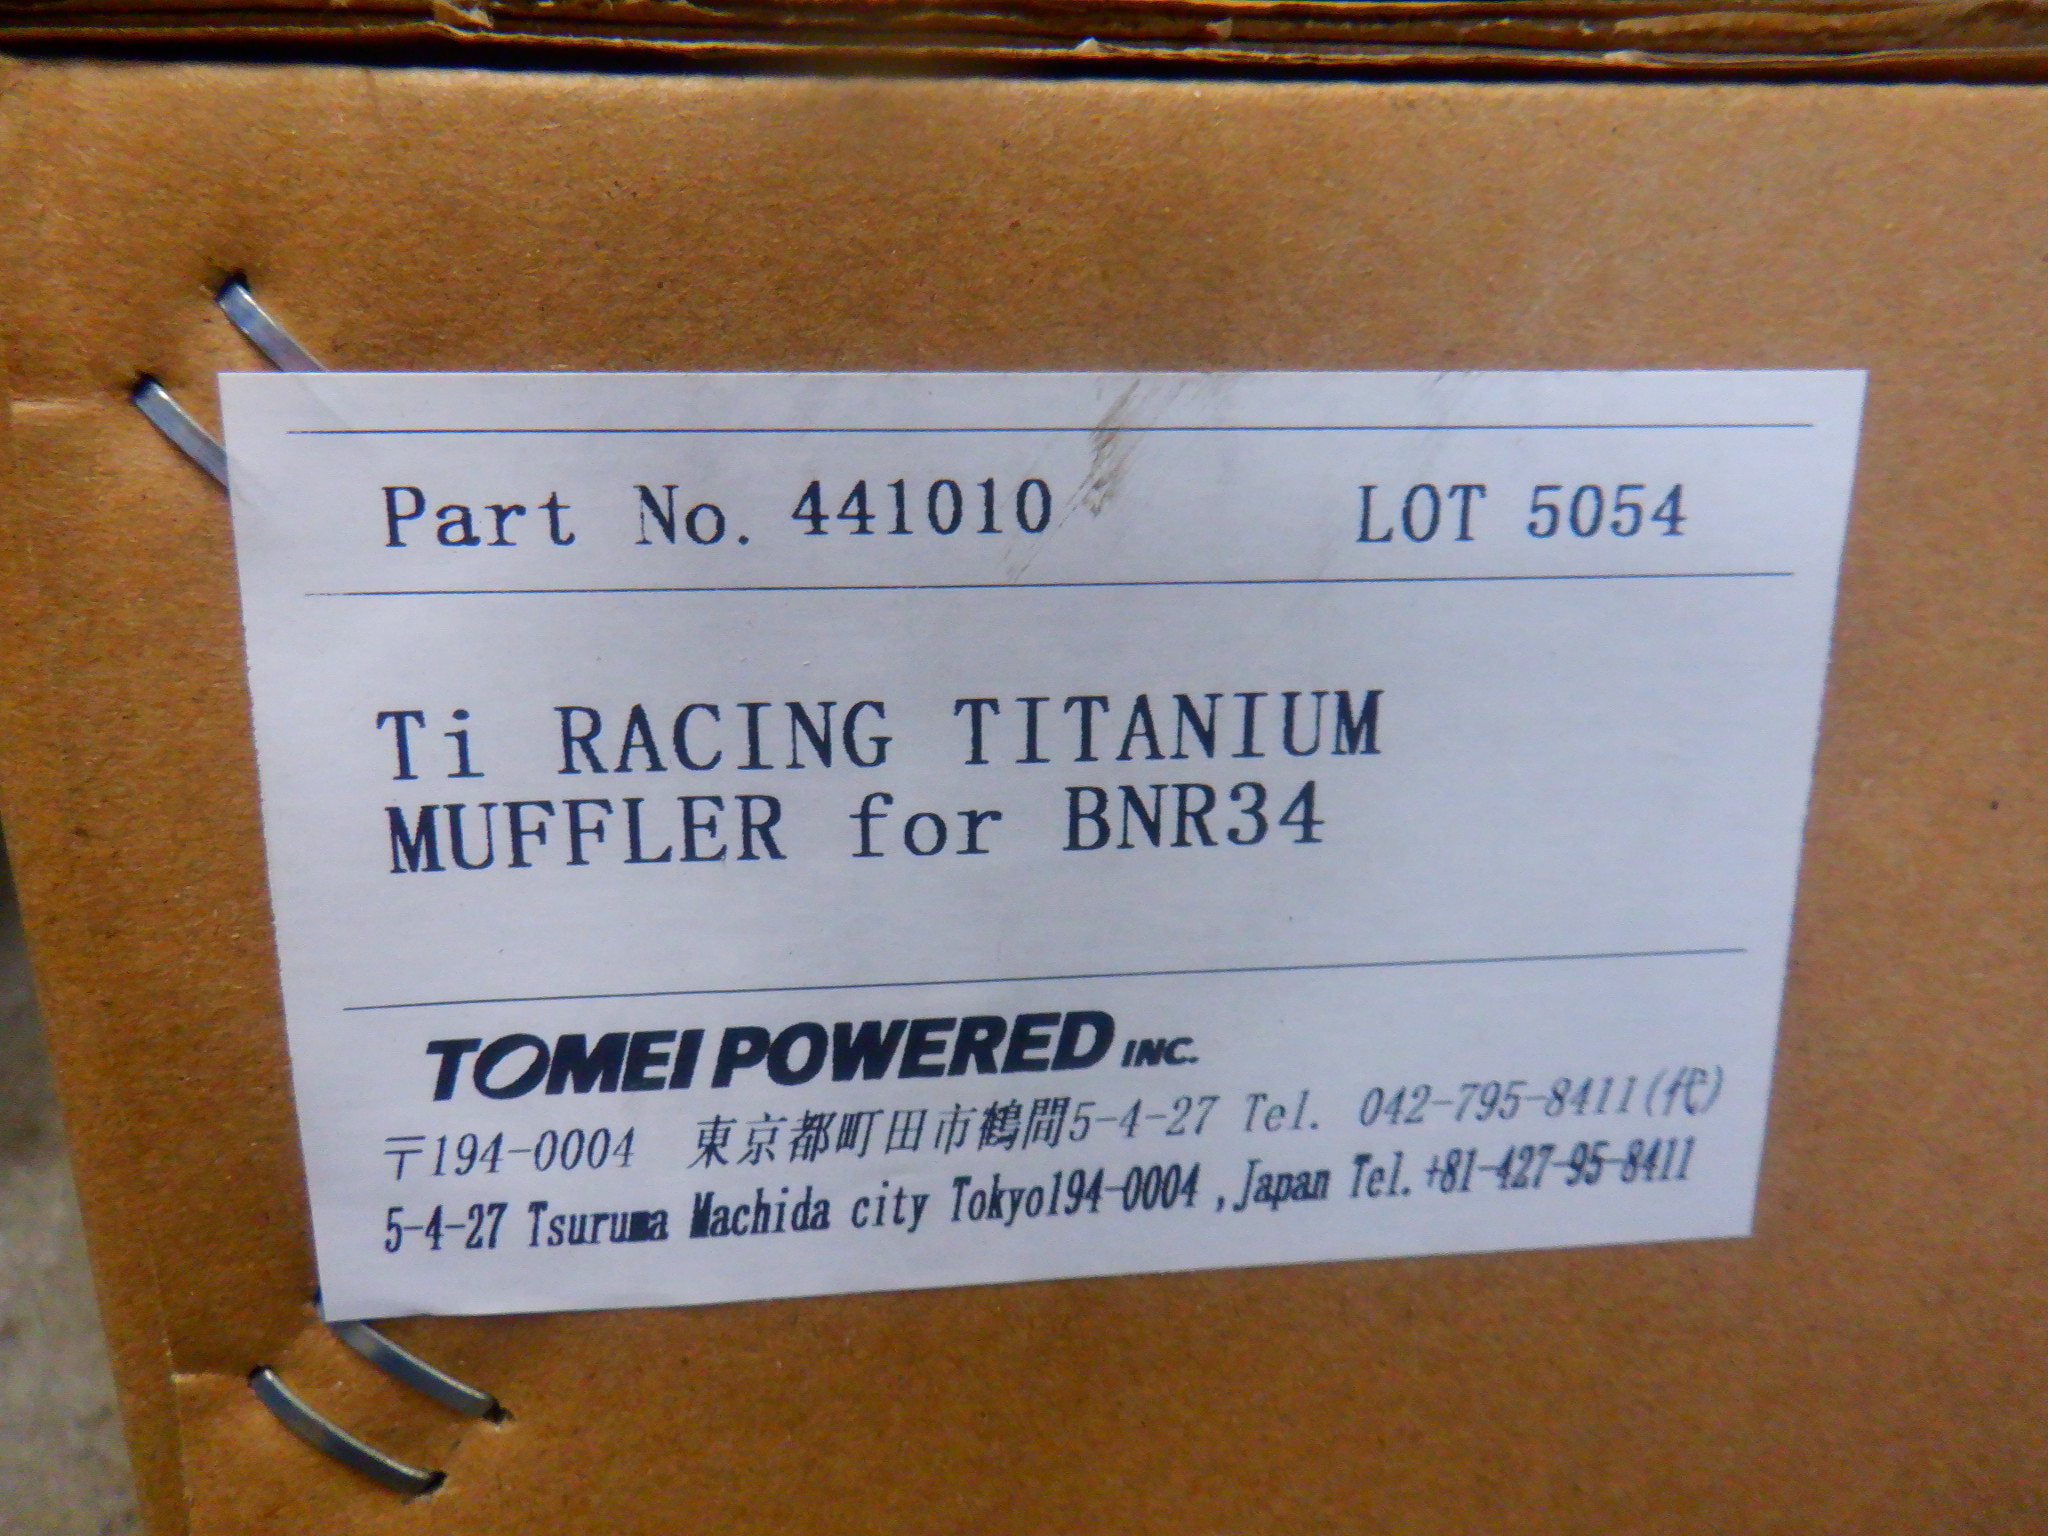 Part No. 441010 LOT 5054
Ti RACING TITANIUM
MUFFLER for BNR34
TOMEI POWERED INC.
〒194-0004 東京都町田市鶴間5-4-27 Tel. 042-795-8411(代)
5-4-27 Tsuruma Machida city Tokyo194-0004 ,Japan Tel. +81-427-95-8411